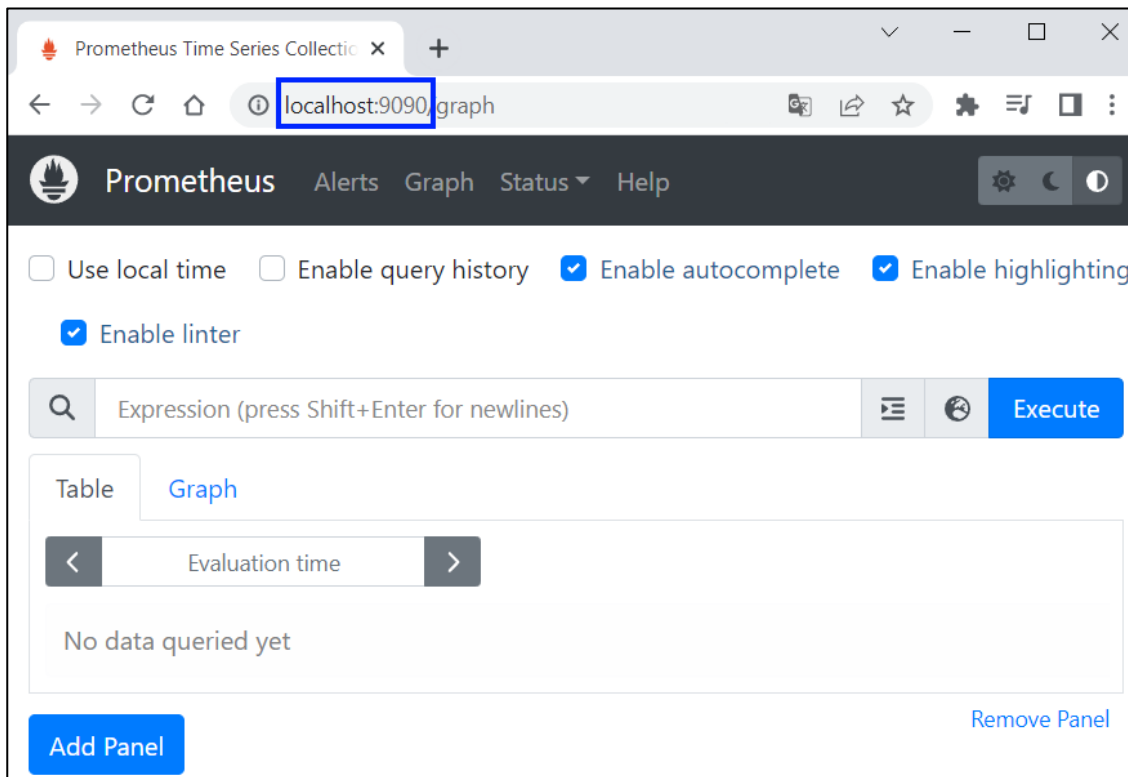 Prometheus Time Series Collectio
localhost:9090/graph
Prometheus Alerts Graph Status Help
Use local time Enable query history Enable autocomplete Enable highlighting
Enable linter
Expression (press Shift+Enter for newlines) Execute
Table Graph
Evaluation time
No data queried yet
Remove Panel
Add Panel